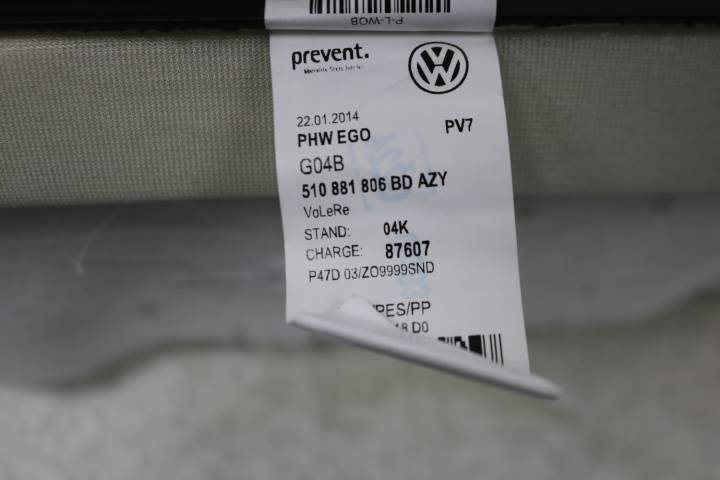 P-L-WOB
prevent.
22.01.2014
PHW EGO PV7
G04B
510 881 806 BD AZY
VoLeRe
STAND: 04K
CHARGE: 87607
P47D 03/ZO9999SND
/PES/PP
18 D0